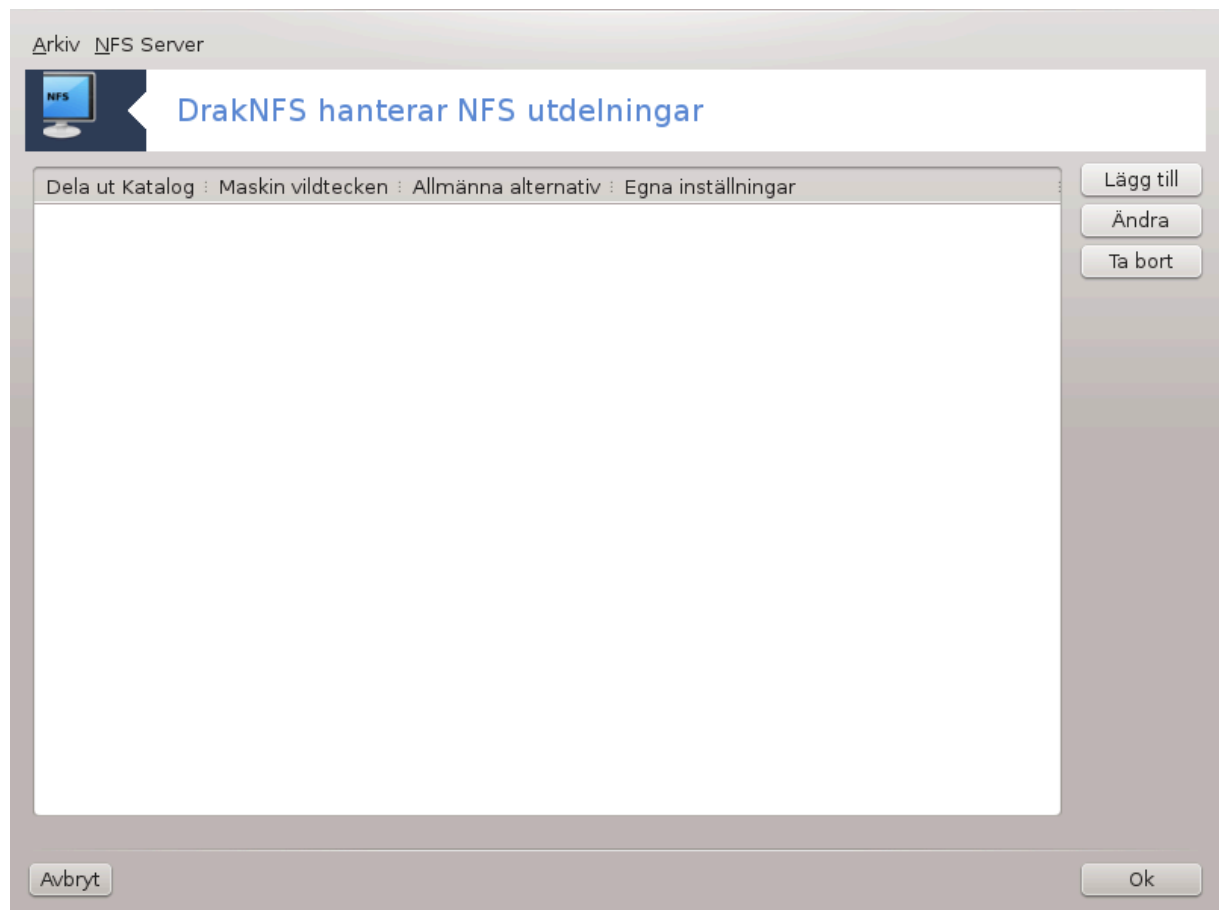 Arkiv NFS Server
NFS
DrakNFS hanterar NFS utdelningar
Dela ut Katalog Maskin vildtecken Allmänna alternativ Egna inställningar
Lägg till
Ändra
Ta bort
Avbryt
Ok